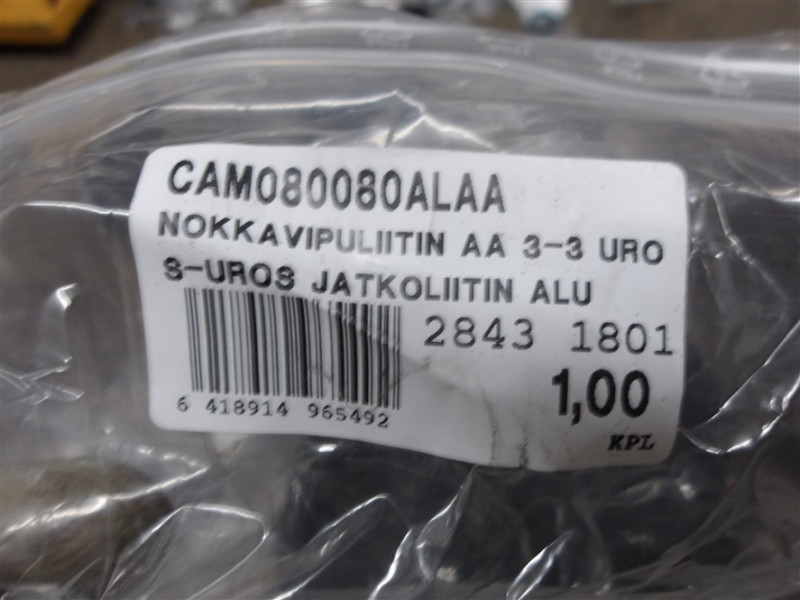 CAM080080ALAA
NOKKAVIPULIITIN AA 3-3 URO
S-UROS JATKOLIITIN ALU
2843 1801
1,00
6 418914 965492
KPL